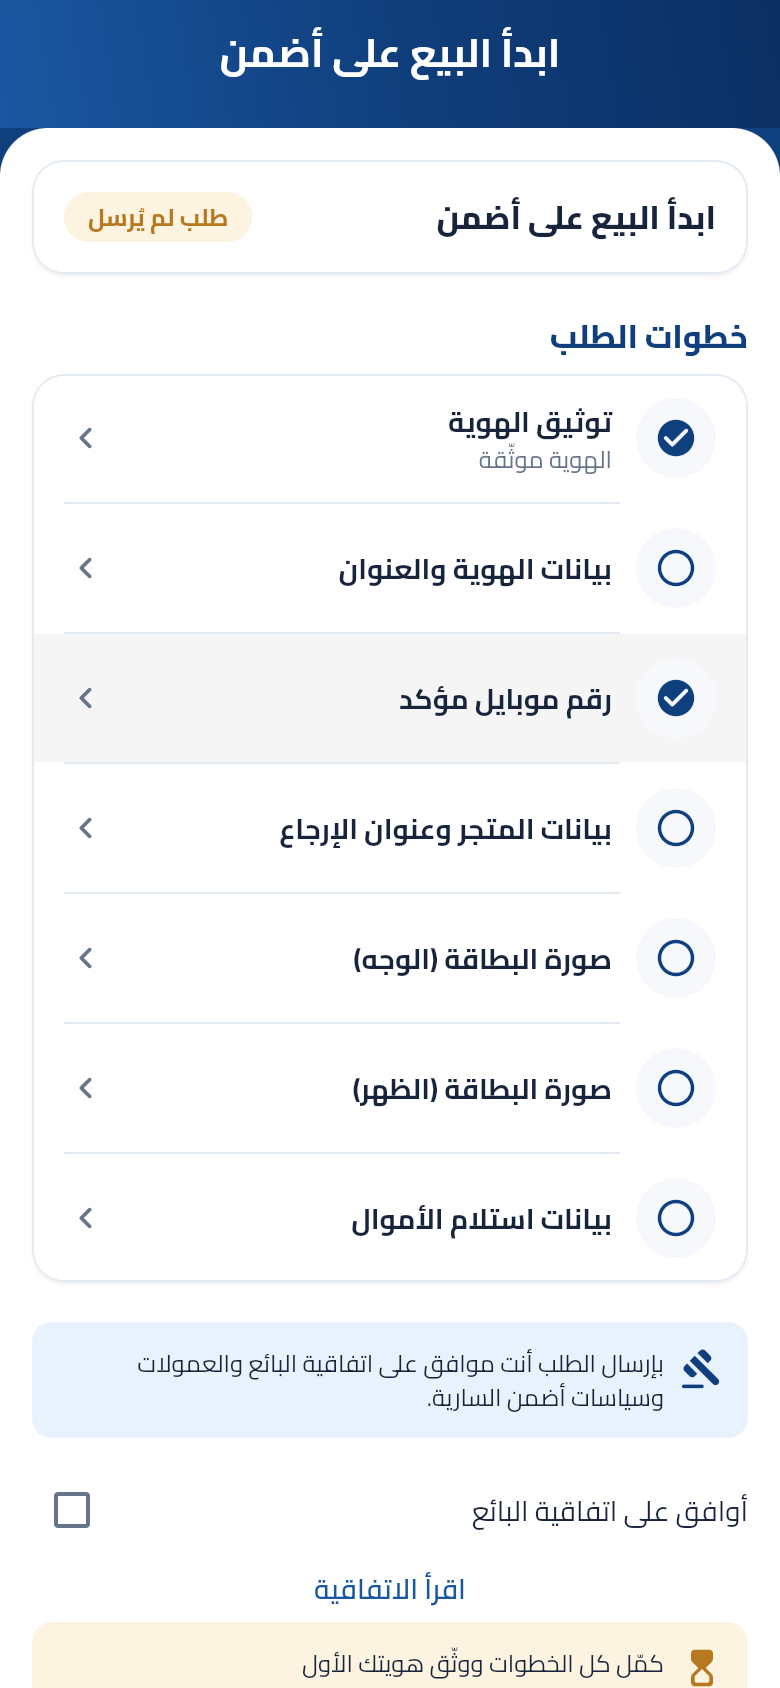 ابدأ البيع على أضمن
ابدأ البيع على أضمن
طلب لم يُرسل
خطوات الطلب
توثيق الهوية
الهوية موثّقة
بيانات الهوية والعنوان
رقم موبايل مؤكد
بيانات المتجر وعنوان الإرجاع
صورة البطاقة (الوجه)
صورة البطاقة (الظهر)
بيانات استلام الأموال
بإرسال الطلب أنت موافق على اتفاقية البائع والعمولات
وسياسات أضمن السارية.
أوافق على اتفاقية البائع
اقرأ الاتفاقية
كمّل كل الخطوات ووثّق هويتك الأول